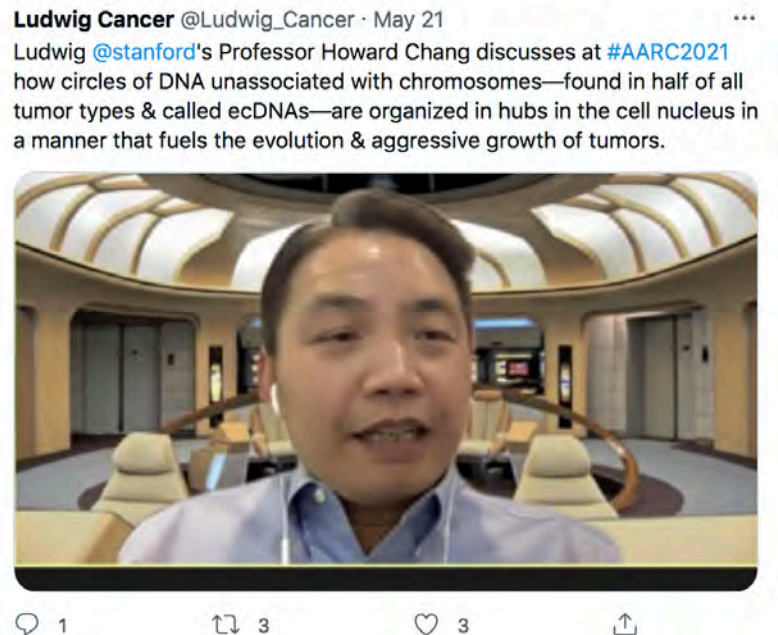 Ludwig Cancer @Ludwig_Cancer · May 21
Ludwig @stanford's Professor Howard Chang discusses at #AARC2021
how circles of DNA unassociated with chromosomes—found in half of all
tumor types & called ecDNAs—are organized in hubs in the cell nucleus in
a manner that fuels the evolution & aggressive growth of tumors.
1 3 3